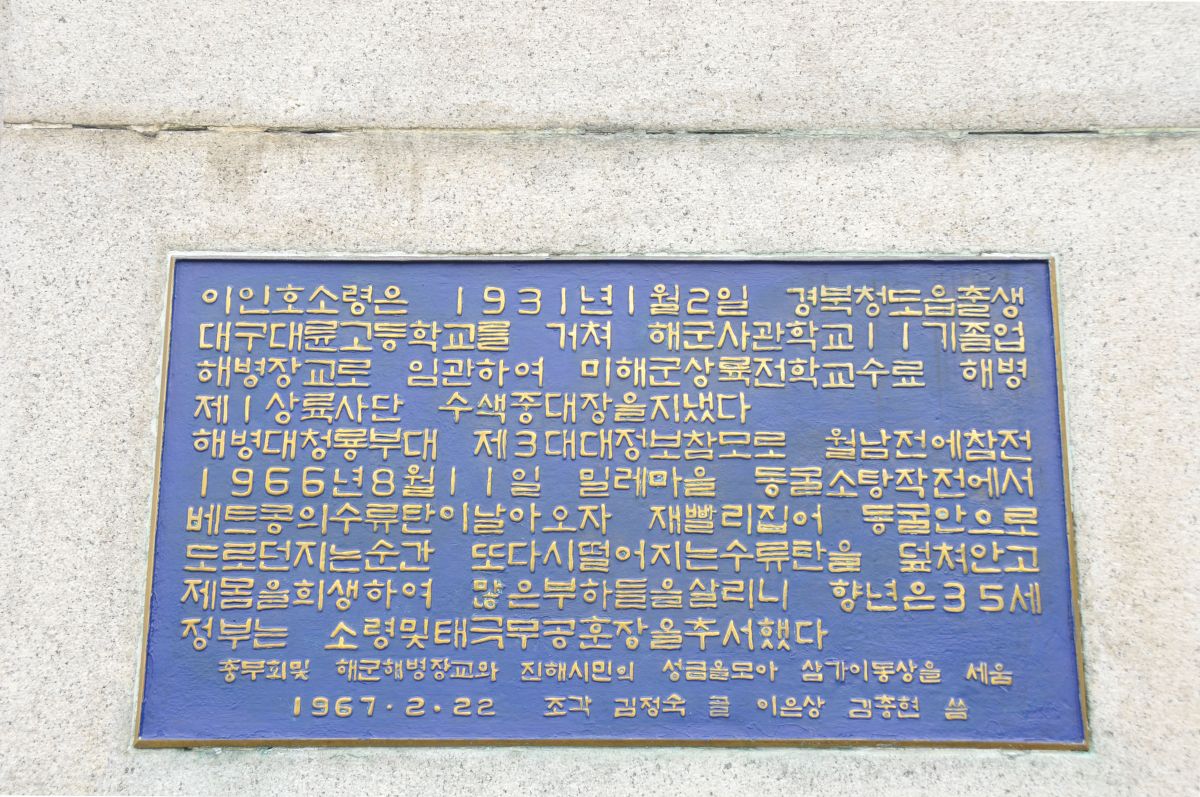 이인호소령은 1931년1월2일 경북청도읍출생
대구대륜고등학교를 거쳐 해군사관학교11기졸업
해병장교로 임관하여 미해군상륙전학교수료 해병
제1상륙사단 수색중대장을지냈다
해병대청룡부대 제3대대정보참모로 월남전에참전
1966년8월11일 밀레마을 동굴소탕작전에서
베트콩의수류탄이날아오자 재빨리집어 동굴안으로
도로던지는순간 또다시떨어지는수류탄을 덮쳐안고
제몸을희생하여 많은부하들을살리니 향년은35세
정부는 소령및태극무공훈장을추서했다
충무회및 해군해병장교와 진해시민의 성금을모아 삼가이동상을 세움
1967·2·22 조각 김정숙 글 이은상 김충현 씀